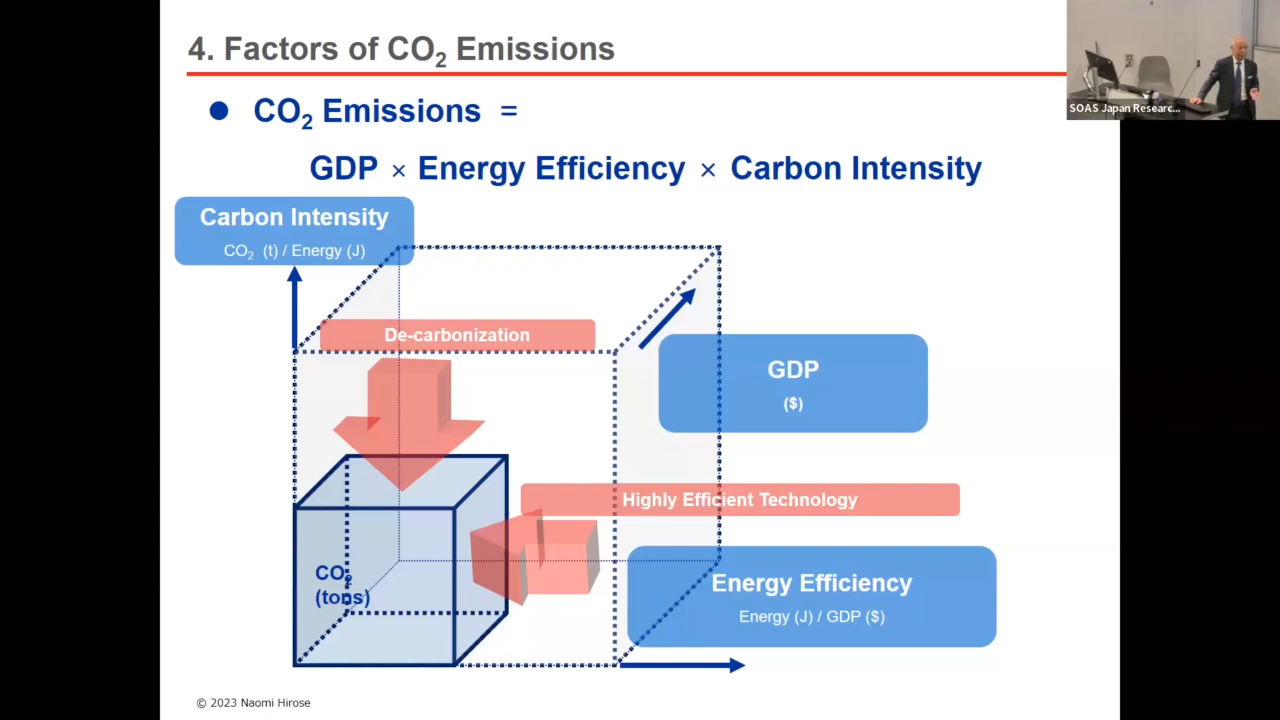 4. Factors of CO₂ Emissions
SOAS Japan Researc...
● CO₂ Emissions =
GDP × Energy Efficiency × Carbon Intensity
Carbon Intensity
CO₂ (t) / Energy (J)
De-carbonization
GDP
($)
Highly Efficient Technology
CO₂
(tons)
Energy Efficiency
Energy (J) / GDP ($)
© 2023 Naomi Hirose